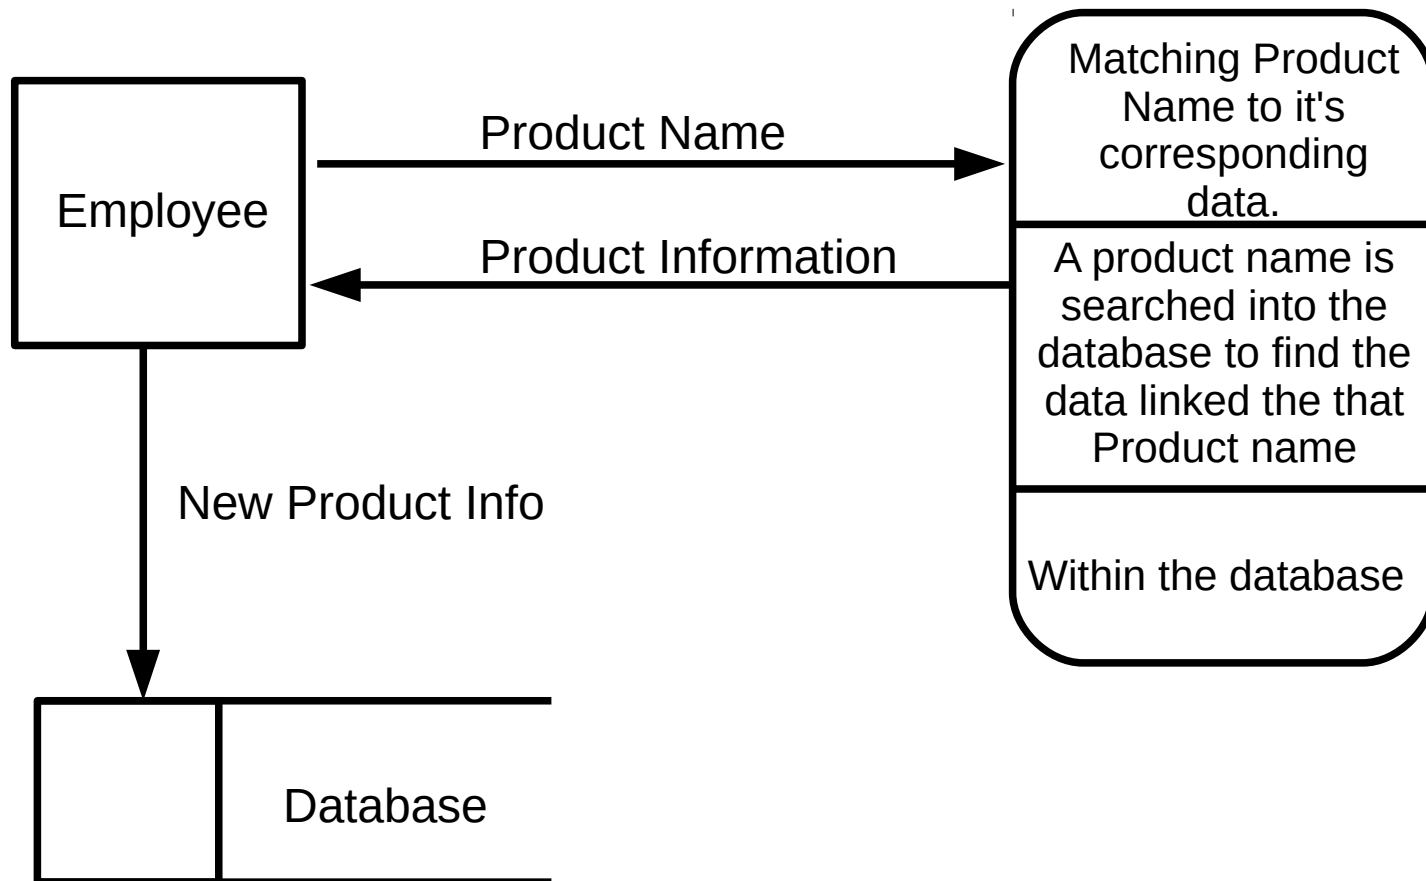 Matching Product
Name to it's
corresponding
data.
Product Name
Employee
Product Information
A product name is
searched into the
database to find the
data linked the that
Product name
New Product Info
Within the database
Database